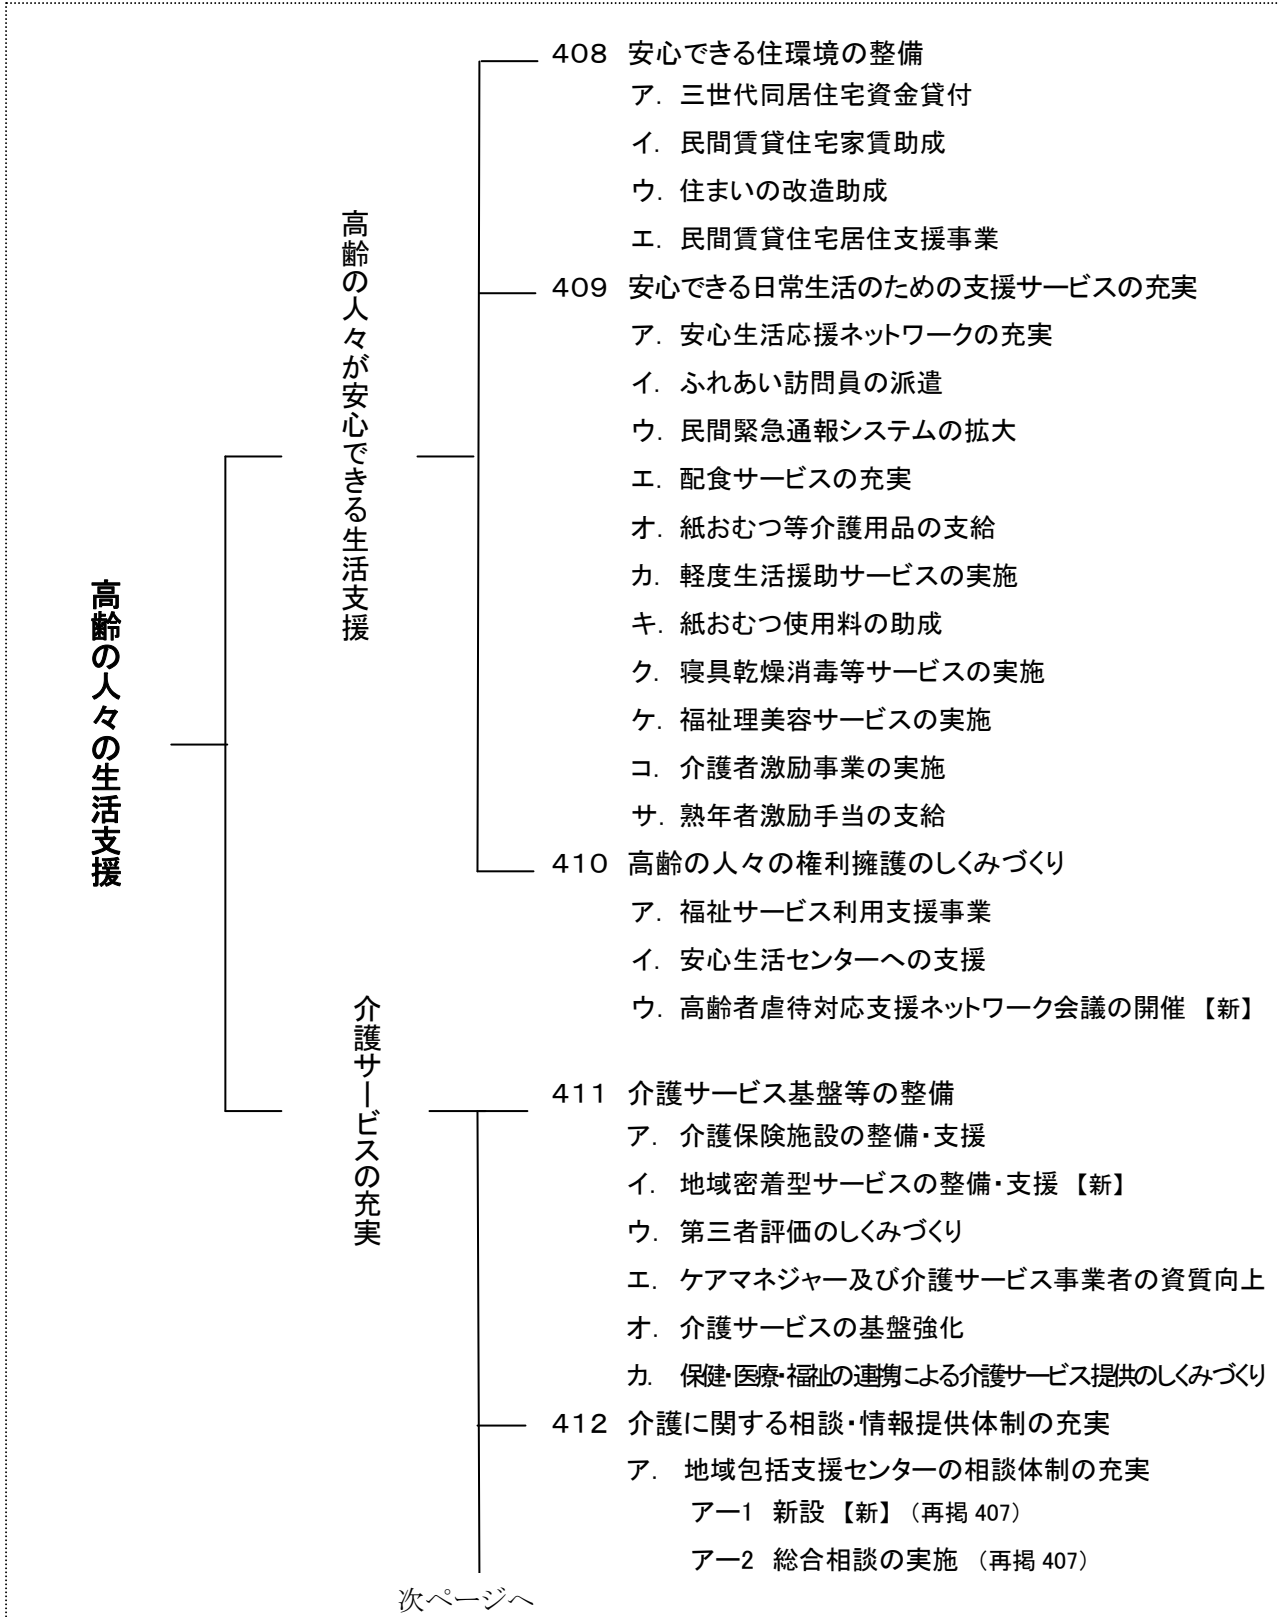 高齢の人々の生活支援
高齢の人々が安心できる生活支援
408 安心できる住環境の整備
ア. 三世代同居住宅資金貸付
イ. 民間賃貸住宅家賃助成
ウ. 住まいの改造助成
エ. 民間賃貸住宅居住支援事業
409 安心できる日常生活のための支援サービスの充実
ア. 安心生活応援ネットワークの充実
イ. ふれあい訪問員の派遣
ウ. 民間緊急通報システムの拡大
エ. 配食サービスの充実
オ. 紙おむつ等介護用品の支給
カ. 軽度生活援助サービスの実施
キ. 紙おむつ使用料の助成
ク. 寝具乾燥消毒等サービスの実施
ケ. 福祉理美容サービスの実施
コ. 介護者激励事業の実施
サ. 熟年者激励手当の支給
410 高齢の人々の権利擁護のしくみづくり
ア. 福祉サービス利用支援事業
イ. 安心生活センターへの支援
ウ. 高齢者虐待対応支援ネットワーク会議の開催 【新】
介護サービスの充実
411 介護サービス基盤等の整備
ア. 介護保険施設の整備・支援
イ. 地域密着型サービスの整備・支援 【新】
ウ. 第三者評価のしくみづくり
エ. ケアマネジャー及び介護サービス事業者の資質向上
オ. 介護サービスの基盤強化
カ. 保健・医療・福祉の連携による介護サービス提供のしくみづくり
412 介護に関する相談・情報提供体制の充実
ア. 地域包括支援センターの相談体制の充実
アー1 新設 【新】 (再掲 407)
アー2 総合相談の実施 (再掲 407)
次ページへ